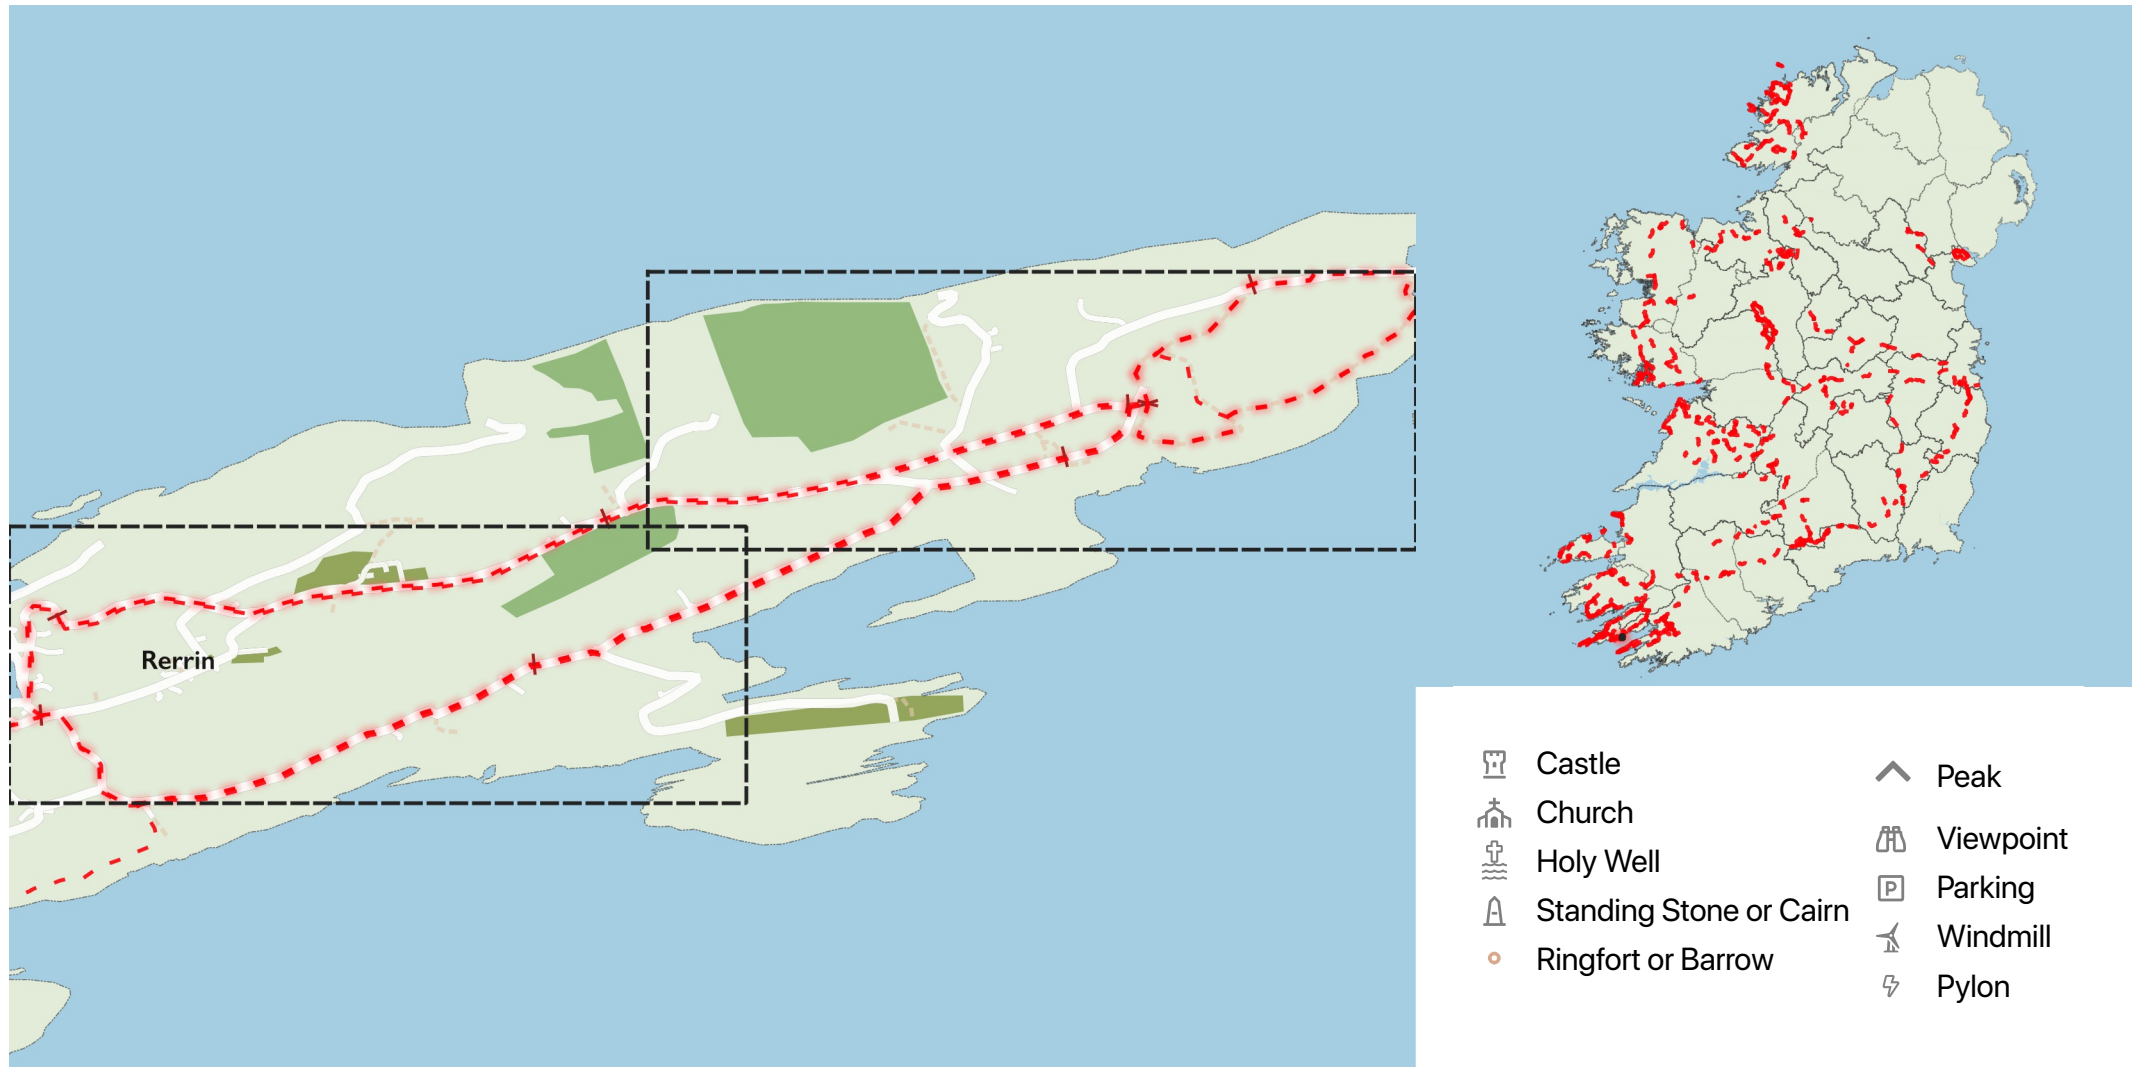 Rerrin
Castle
Church
Holy Well
Standing Stone or Cairn
Ringfort or Barrow
Peak
Viewpoint
P Parking
Windmill
Pylon